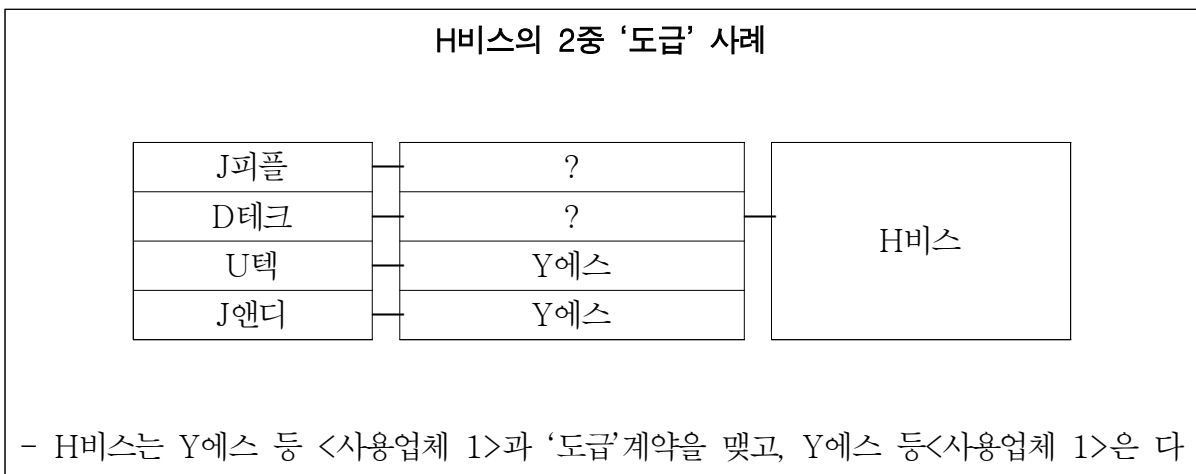 H비스의 2중 ‘도급’ 사례
J피플 ? H비스
D테크 ?
U텍 Y에스
J앤디 Y에스
- H비스는 Y에스 등 <사용업체 1>과 ‘도급’계약을 맺고, Y에스 등<사용업체 1>은 다